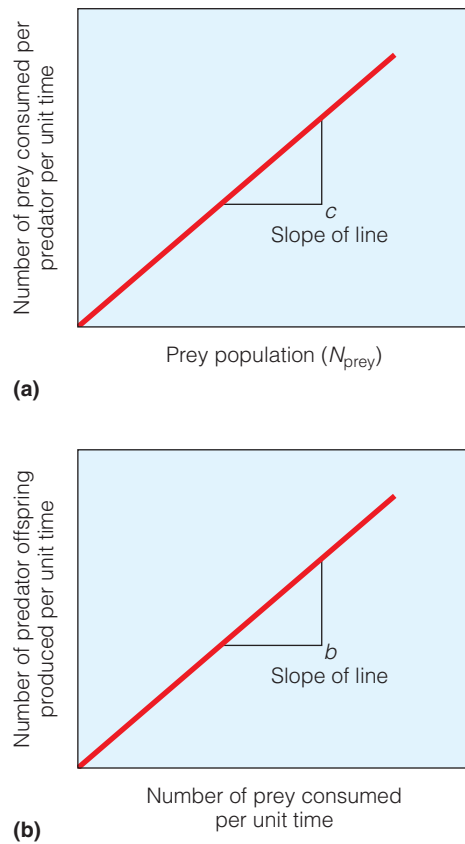 Number of prey consumed per
predator per unit time
c
Slope of line
Prey population (Nprey)
(a)
Number of predator offspring
produced per unit time
b
Slope of line
Number of prey consumed
per unit time
(b)